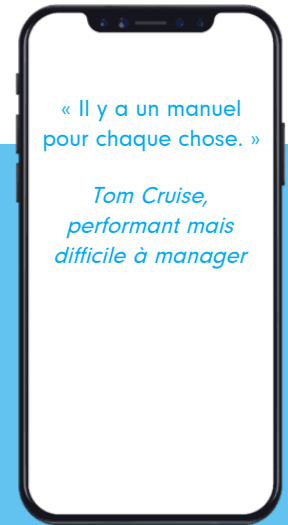 « Il y a un manuel
pour chaque chose. »
Tom Cruise,
performant mais
difficile à manager